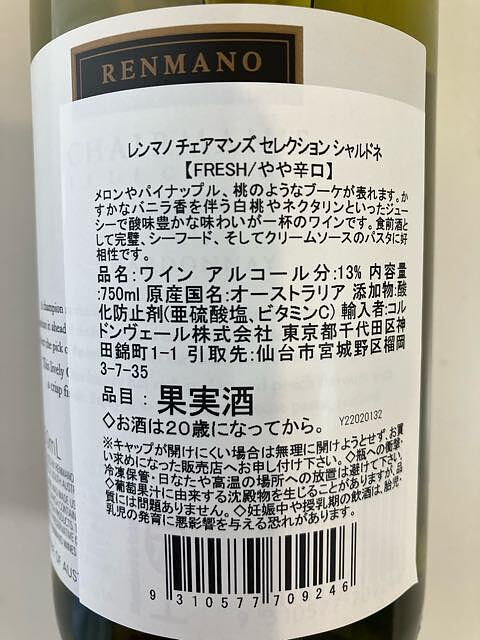 RENMANO
レンマノ チェアマンズ セレクション シャルドネ
【FRESH/やや辛口】
メロンやパイナップル、桃のようなブーケが表れます。か
すかなバニラ香を伴う白桃やネクタリンといったジュー
シーで酸味豊かな味わいが一杯のワインです。食前酒と
して完璧、シーフード、そしてクリームソースのパスタに好
相性です。
品名:ワイン アルコール分:13% 内容量
:750ml 原産国名:オーストラリア 添加物:酸
化防止剤(亜硫酸塩、ビタミンC) 輸入者:コル
ドンヴェール株式会社 東京都千代田区神
田錦町1-1 引取先:仙台市宮城野区榴岡
3-7-35
品目:果実酒
◇お酒は20歳になってから。 Y22020132
※キャップが開けにくい場合は無理に開けようとせず、お買
い求めになった販売店へお申し付け下さい。◇瓶への衝撃・
冷凍保管・日なたや高温の場所への放置は避けて下さい。
◇葡萄果汁に由来する沈殿物を生じることがありますが、品
質には問題ありません。◇妊娠中や授乳期の飲酒は、胎児・
乳児の発育に悪影響を与える恐れがあります。
9 310577 709246